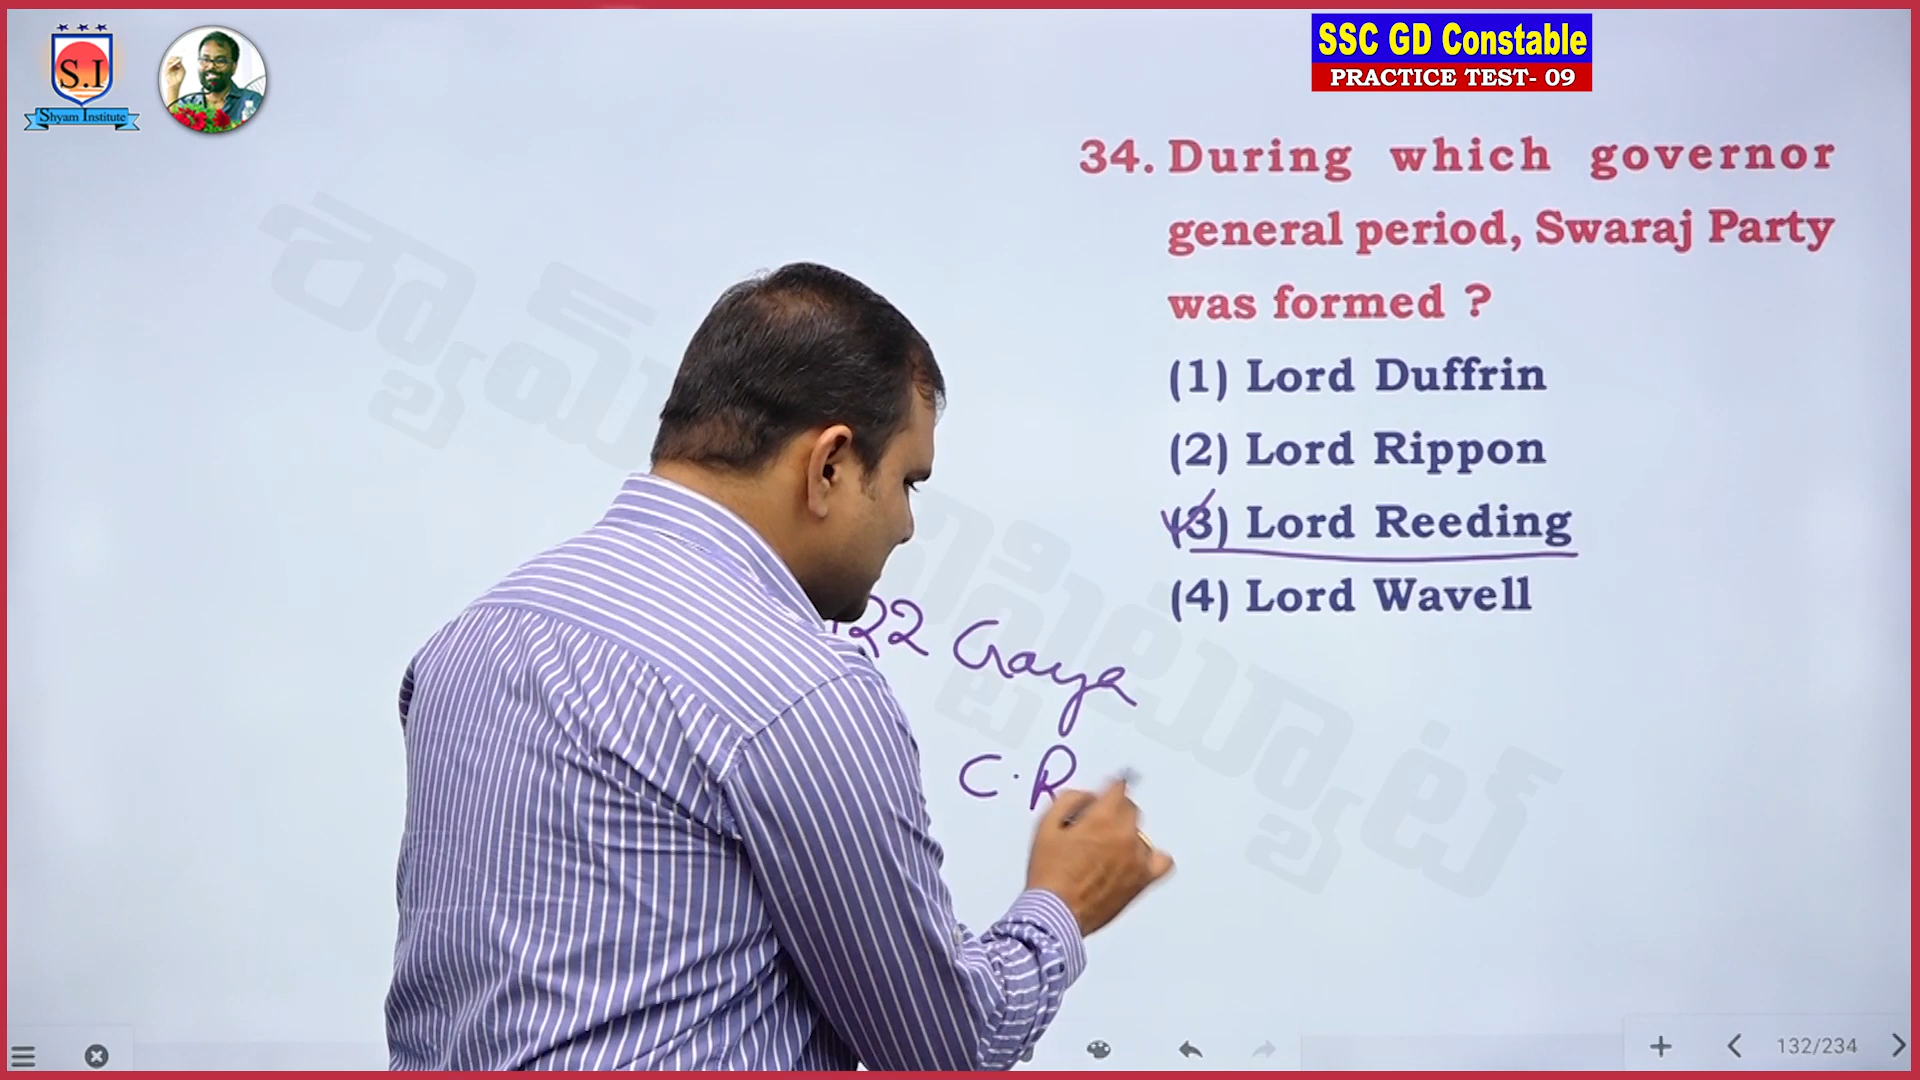 S.I
Shyam Institute
SSC GD Constable
PRACTICE TEST- 09
34. During which governor
general period, Swaraj Party
was formed ?
(1) Lord Duffrin
(2) Lord Rippon
(3) Lord Reeding
(4) Lord Wavell
22 Gaya
C.R
132/234